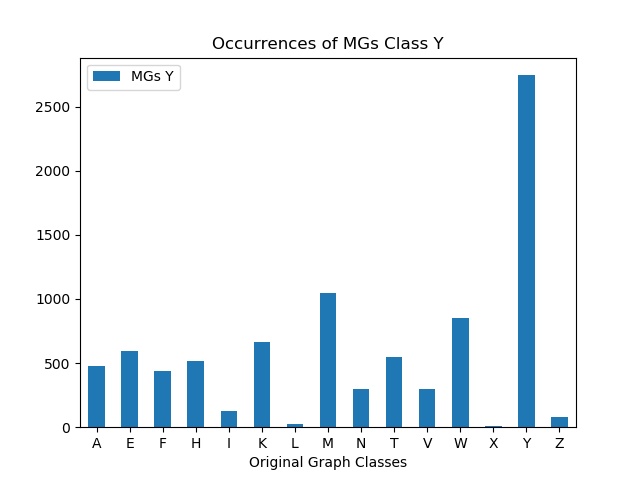 Occurrences of MGs Class Y
MGs Y
2500
2000
1500
1000
500
0
A E F H I K L M N T V W X Y Z
Original Graph Classes